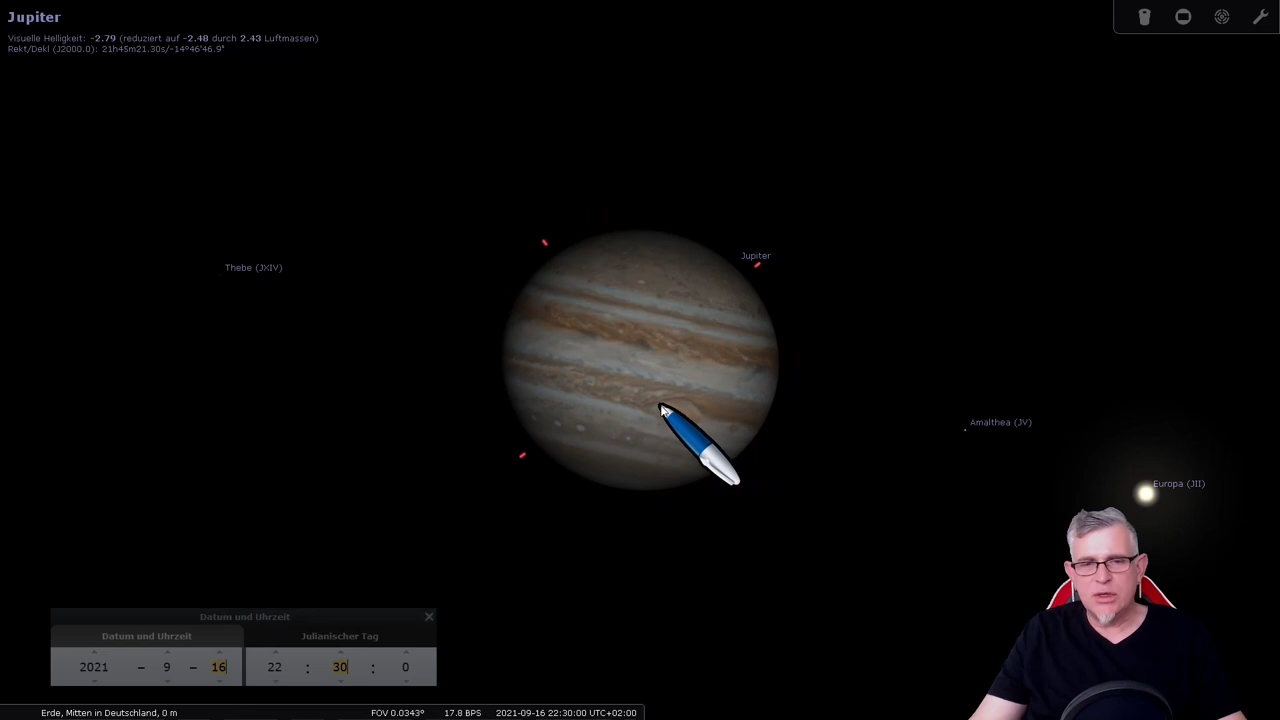 Jupiter
Visuelle Helligkeit: -2.79 (reduziert auf -2.48 durch 2.43 Luftmassen)
Rekt/Dekl (J2000.0): 21h45m21.30s/-14°46'46.9"
Jupiter
Thebe (JXIV)
Amalthea (JV)
Europa (JII)
Datum und Uhrzeit
Datum und Uhrzeit Julianischer Tag
2021 - 9 - 16 22 : 30 : 0
Erde, Mitten in Deutschland, 0 m FOV 0.0343° 17.8 BPS 2021-09-16 22:30:00 UTC+02:00